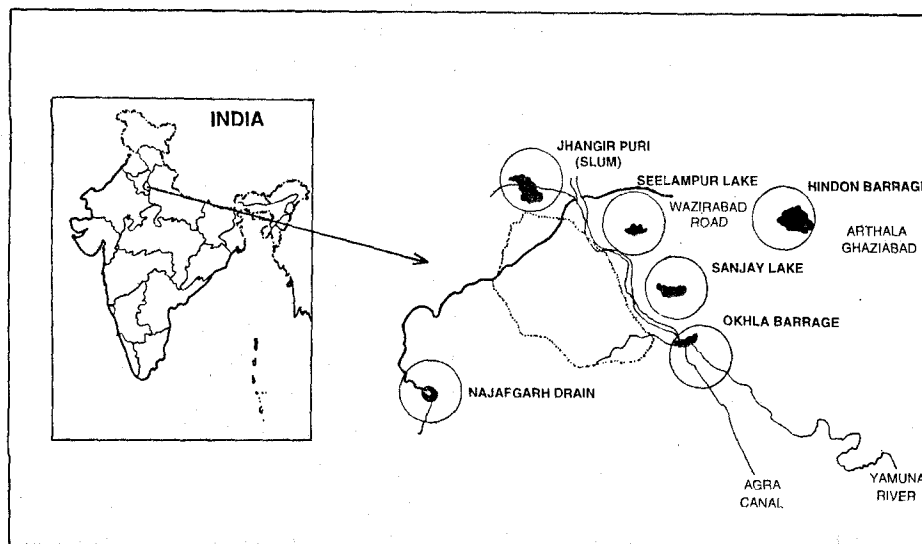 INDIA
JHANGIR PURI
(SLUM)
SEELAMPUR LAKE
WAZIRABAD
ROAD
HINDON BARRAGE
ARTHALA
GHAZIABAD
SANJAY LAKE
OKHLA BARRAGE
NAJAFGARH DRAIN
AGRA
CANAL
YAMUNA
RIVER